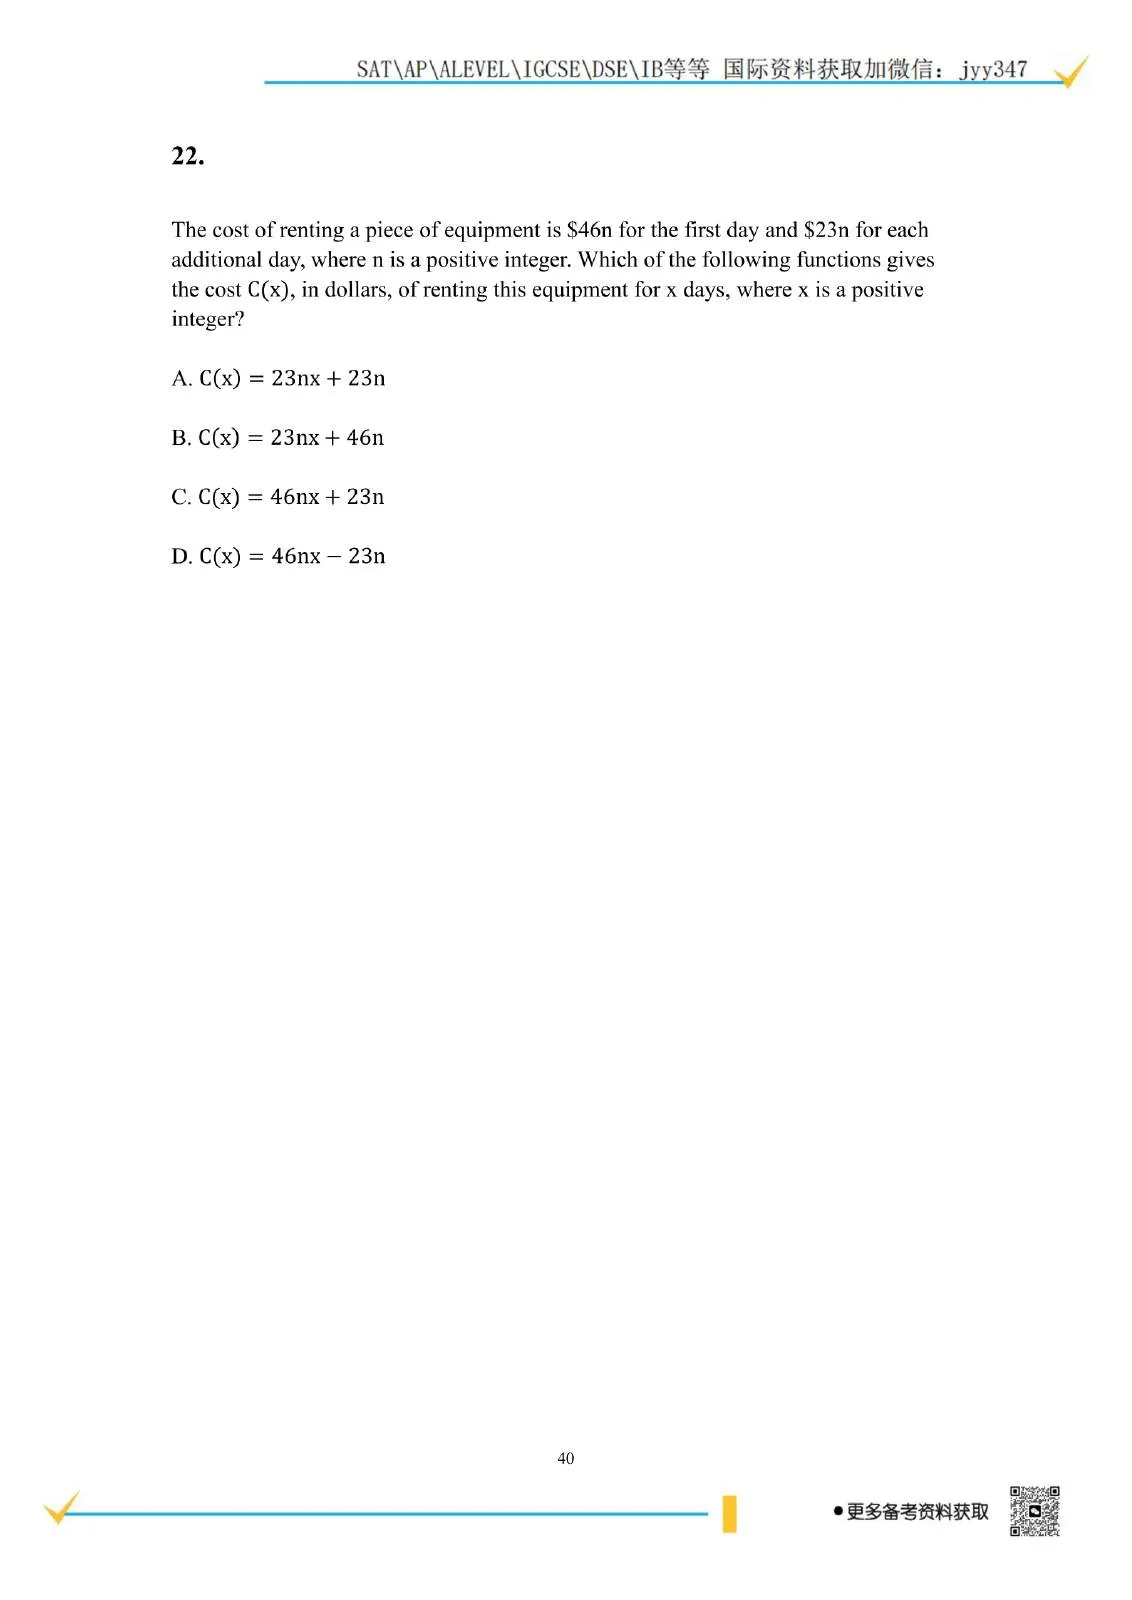 SAT\AP\ALEVEL\IGCSE\DSE\IB等等 国际资料获取加微信：jyy347
22.
The cost of renting a piece of equipment is $46n for the first day and $23n for each
additional day, where n is a positive integer. Which of the following functions gives
the cost C(x), in dollars, of renting this equipment for x days, where x is a positive
integer?
A. C(x) = 23nx + 23n
B. C(x) = 23nx + 46n
C. C(x) = 46nx + 23n
D. C(x) = 46nx − 23n
40
●更多备考资料获取